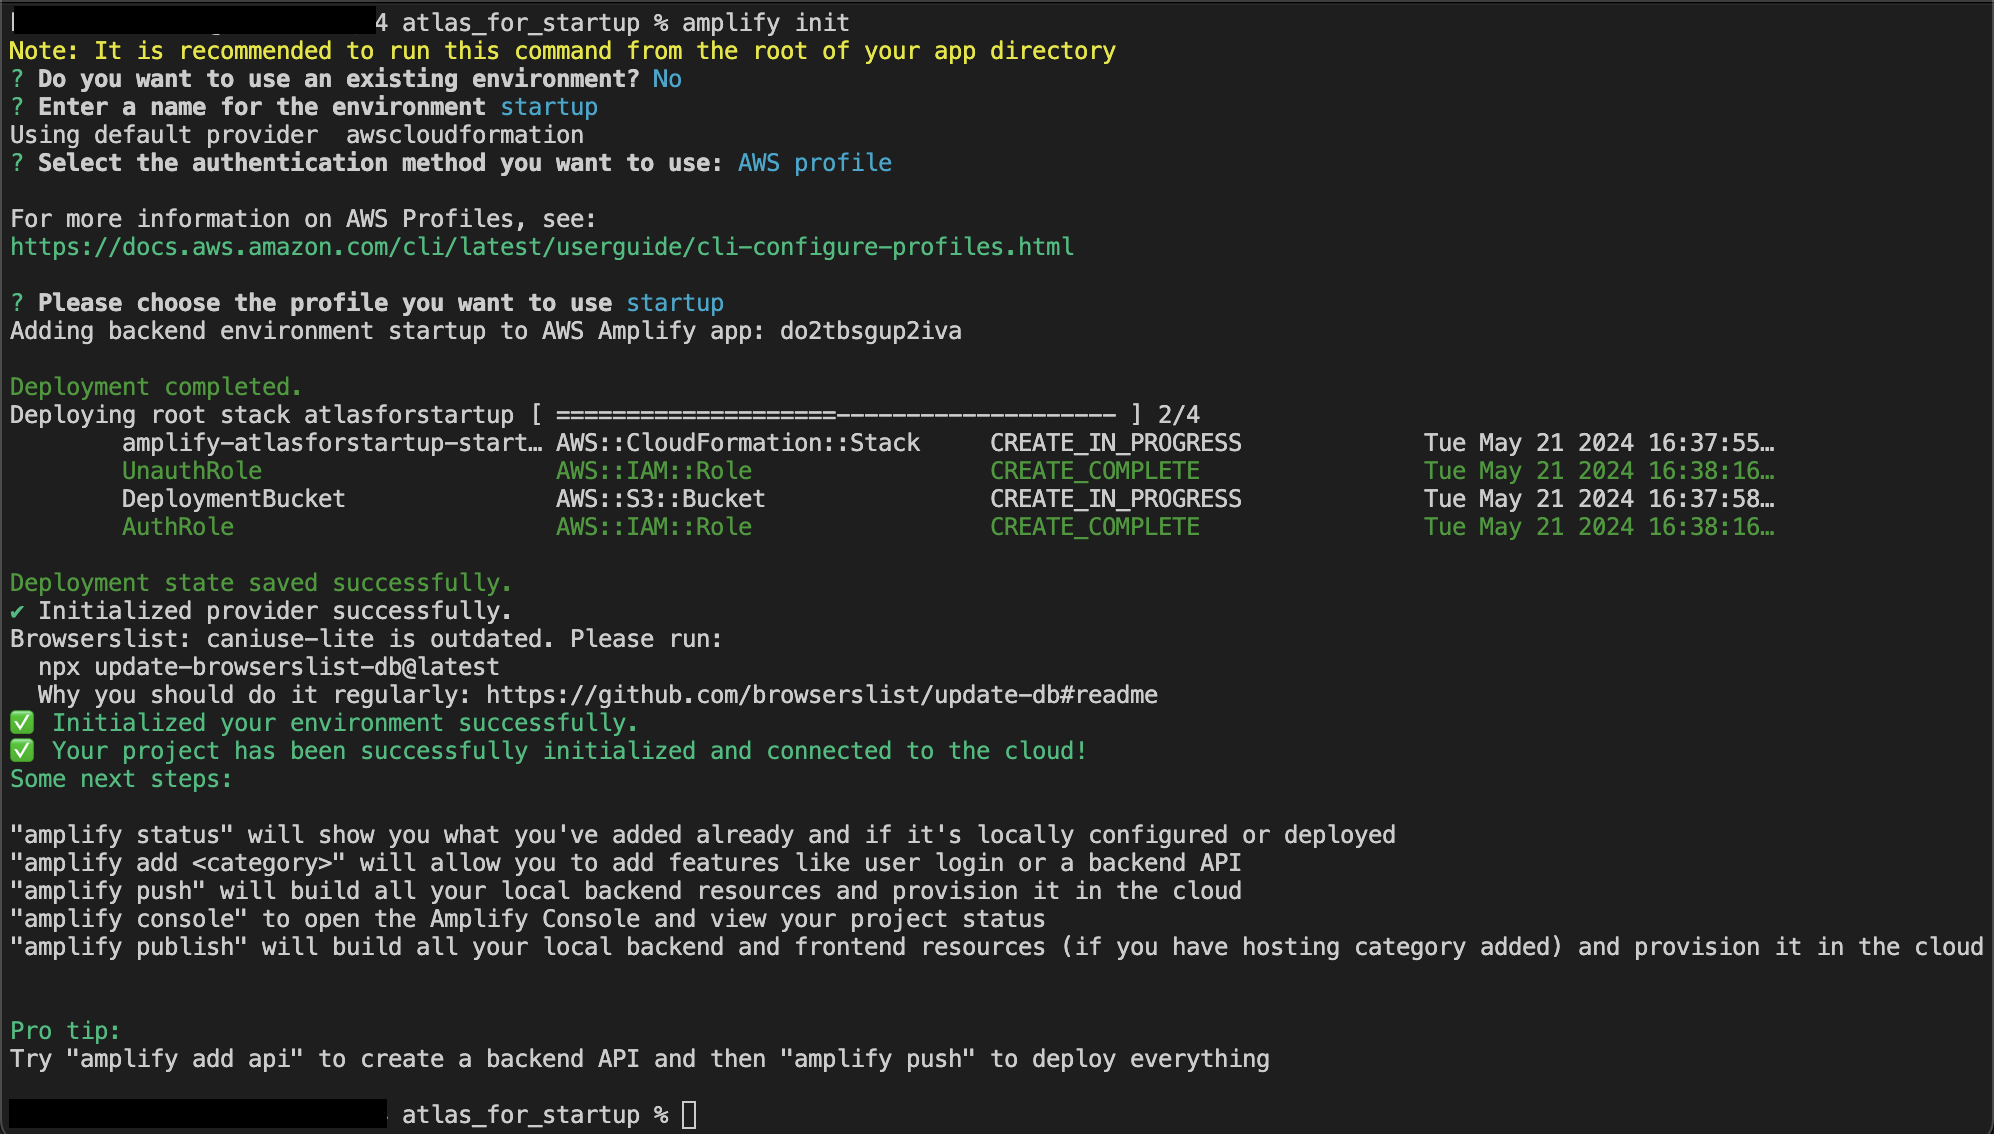 4 atlas_for_startup % amplify init
Note: It is recommended to run this command from the root of your app directory
? Do you want to use an existing environment? No
? Enter a name for the environment startup
Using default provider  awscloudformation
? Select the authentication method you want to use: AWS profile
For more information on AWS Profiles, see:
https://docs.aws.amazon.com/cli/latest/userguide/cli-configure-profiles.html
? Please choose the profile you want to use startup
Adding backend environment startup to AWS Amplify app: do2tbsgup2iva
Deployment completed.
Deploying root stack atlasforstartup [ ====================-------------------- ] 2/4
amplify-atlasforstartup-start… AWS::CloudFormation::Stack CREATE_IN_PROGRESS Tue May 21 2024 16:37:55…
UnauthRole AWS::IAM::Role CREATE_COMPLETE Tue May 21 2024 16:38:16…
DeploymentBucket AWS::S3::Bucket CREATE_IN_PROGRESS Tue May 21 2024 16:37:58…
AuthRole AWS::IAM::Role CREATE_COMPLETE Tue May 21 2024 16:38:16…
Deployment state saved successfully.
✔ Initialized provider successfully.
Browserslist: caniuse-lite is outdated. Please run:
npx update-browserslist-db@latest
Why you should do it regularly: https://github.com/browserslist/update-db#readme
✅ Initialized your environment successfully.
✅ Your project has been successfully initialized and connected to the cloud!
Some next steps:
"amplify status" will show you what you've added already and if it's locally configured or deployed
"amplify add <category>" will allow you to add features like user login or a backend API
"amplify push" will build all your local backend resources and provision it in the cloud
"amplify console" to open the Amplify Console and view your project status
"amplify publish" will build all your local backend and frontend resources (if you have hosting category added) and provision it in the cloud
Pro tip:
Try "amplify add api" to create a backend API and then "amplify push" to deploy everything
atlas_for_startup %